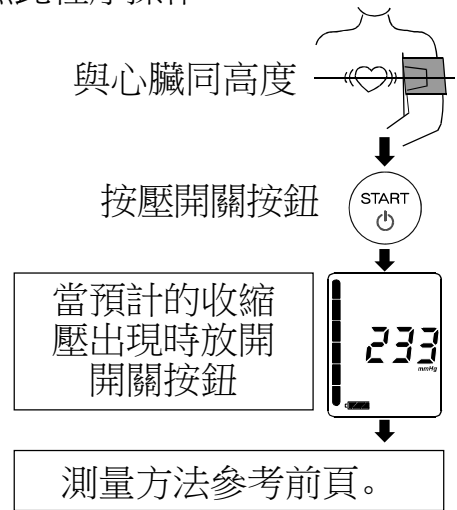 與心臟同高度
按壓開關按鈕
START
當預計的收縮
壓出現時放開
開關按鈕
233
mmHg
測量方法參考前頁。